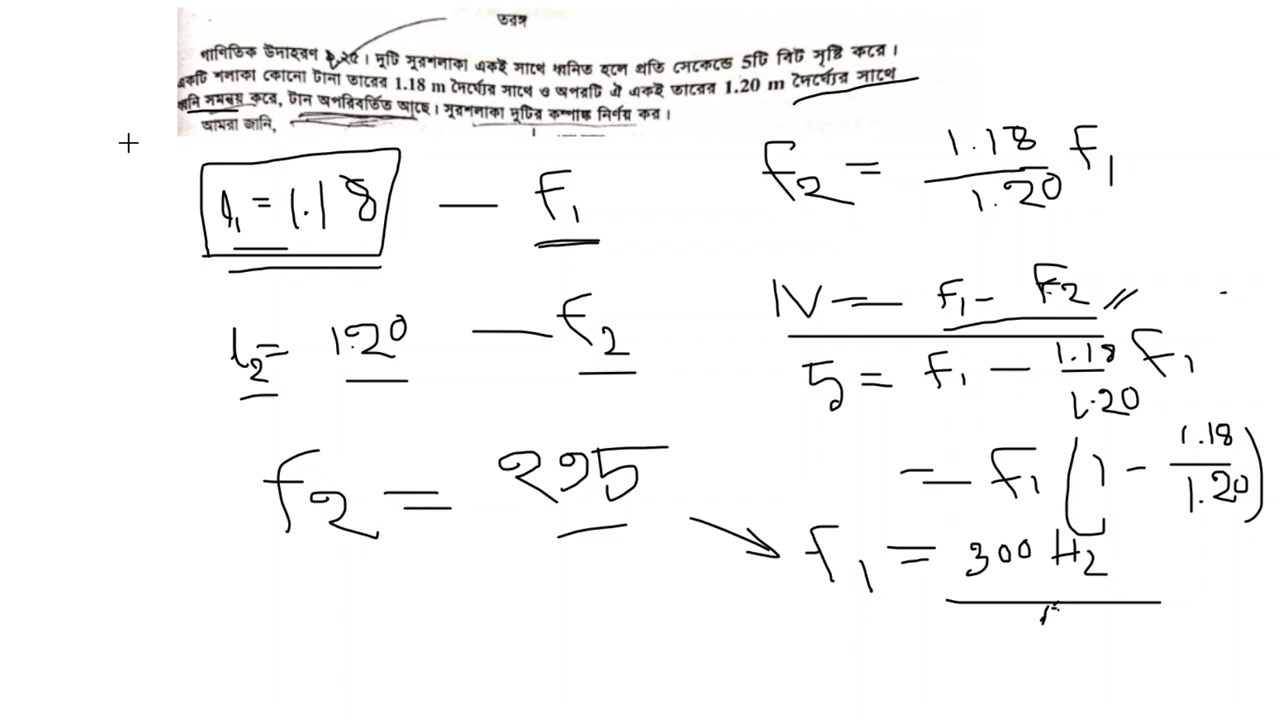 তরঙ্গ
গাণিতিক উদাহরণ ৯.২৫। দুটি সুরশলাকা একই সাথে ধ্বনিত হলে প্রতি সেকেন্ডে 5টি বিট সৃষ্টি করে।
একটি শলাকা কোনো টানা তারের 1.18 m দৈর্ঘ্যের সাথে ও অপরটি ঐ একই তারের 1.20 m দৈর্ঘ্যের সাথে
সমন্বয় করে, টান অপরিবর্তিত আছে। সুরশলাকা দুটির কম্পাঙ্ক নির্ণয় কর।
আমরা জানি,
l₁ = 1.18 — f₁
l₂ = 1.20 — f₂
f₂ = 295
f₂ = 1.18/1.20 f₁
N = f₁ - f₂
5 = f₁ - 1.18/1.20 f₁
= f₁ (1 - 1.18/1.20)
f₁ = 300 Hz